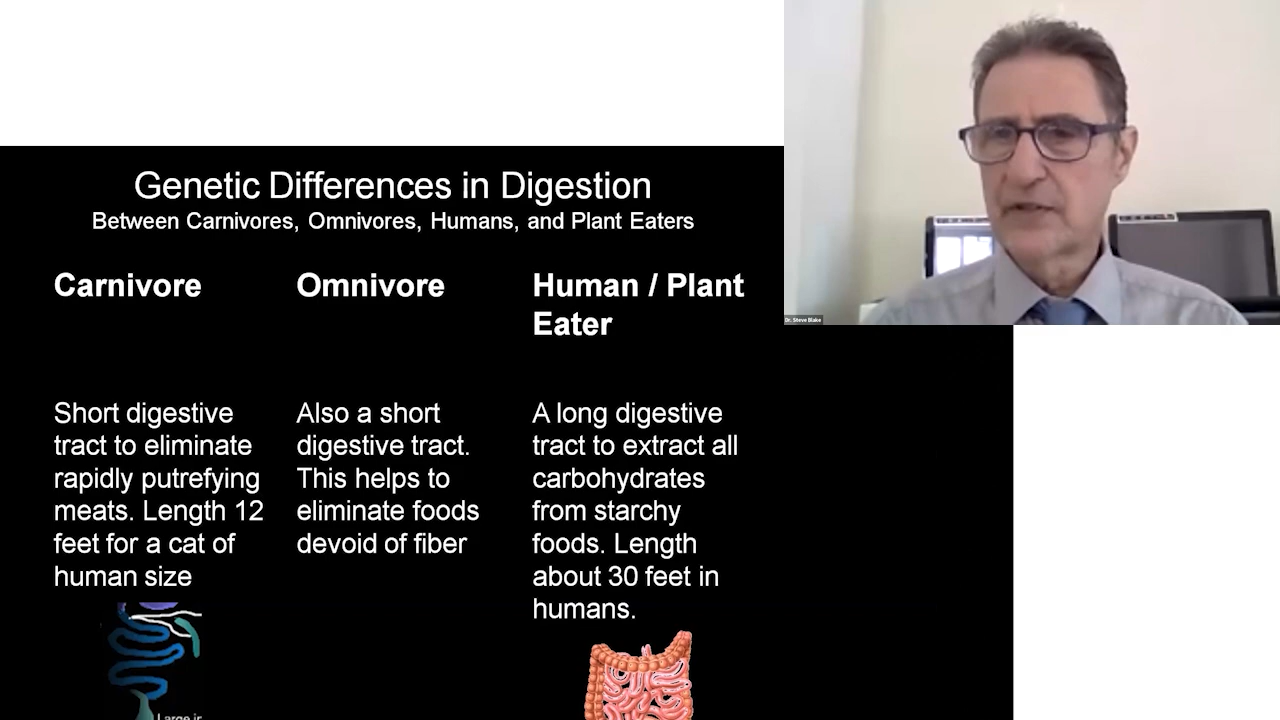 Genetic Differences in Digestion
Between Carnivores, Omnivores, Humans, and Plant Eaters
Carnivore
Short digestive
tract to eliminate
rapidly putrefying
meats. Length 12
feet for a cat of
human size
Omnivore
Also a short
digestive tract.
This helps to
eliminate foods
devoid of fiber
Human / Plant
Eater
A long digestive
tract to extract all
carbohydrates
from starchy
foods. Length
about 30 feet in
humans.
Dr. Steve Blake